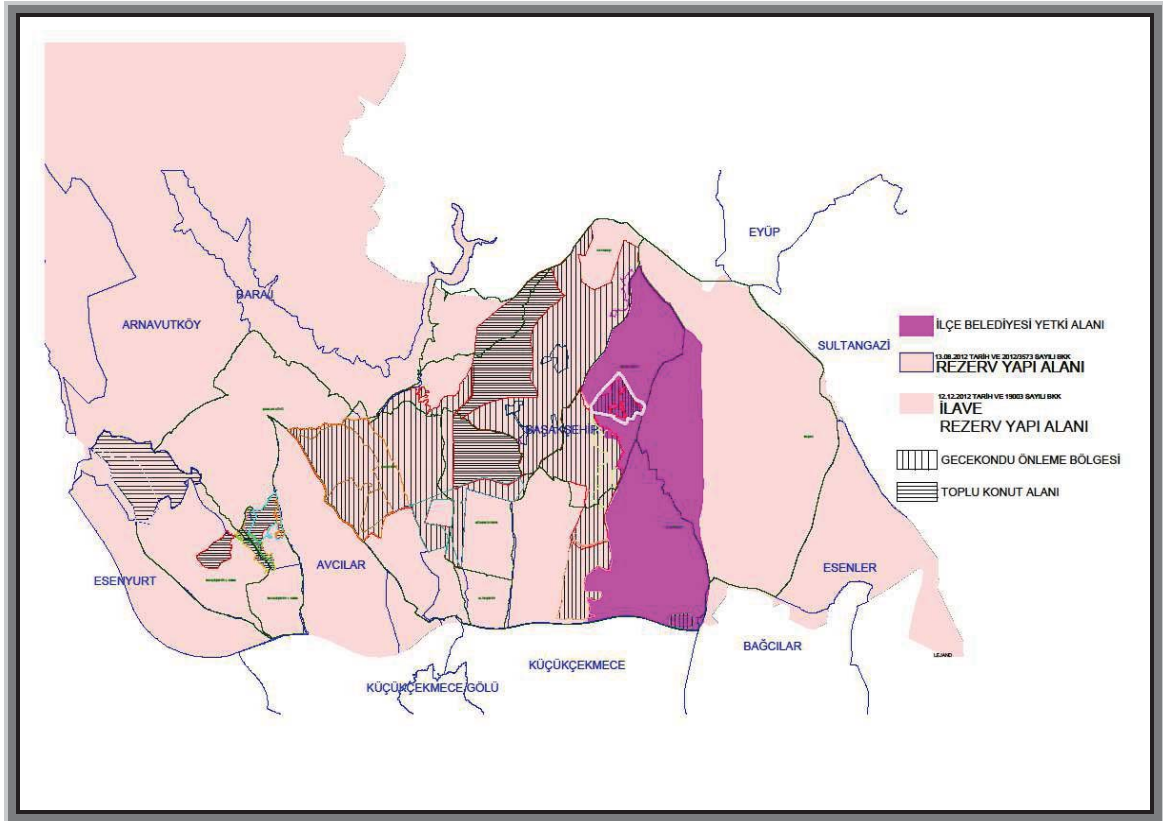 EYÜP
BARAJ
ARNAVUTKÖY
SULTANGAZİ
BAŞAKŞEHİR
ESENYURT
AVCILAR
ESENLER
BAĞCILAR
KÜÇÜKÇEKMECE
KÜÇÜKÇEKMECE GÖLÜ
İLÇE BELEDİYESİ YETKİ ALANI
13.08.2012 TARİH VE 2012/3573 SAYILI BKK
REZERV YAPI ALANI
12.12.2012 TARİH VE 19003 SAYILI BKK
İLAVE
REZERV YAPI ALANI
GECEKONDU ÖNLEME BÖLGESİ
TOPLU KONUT ALANI
LEJAND